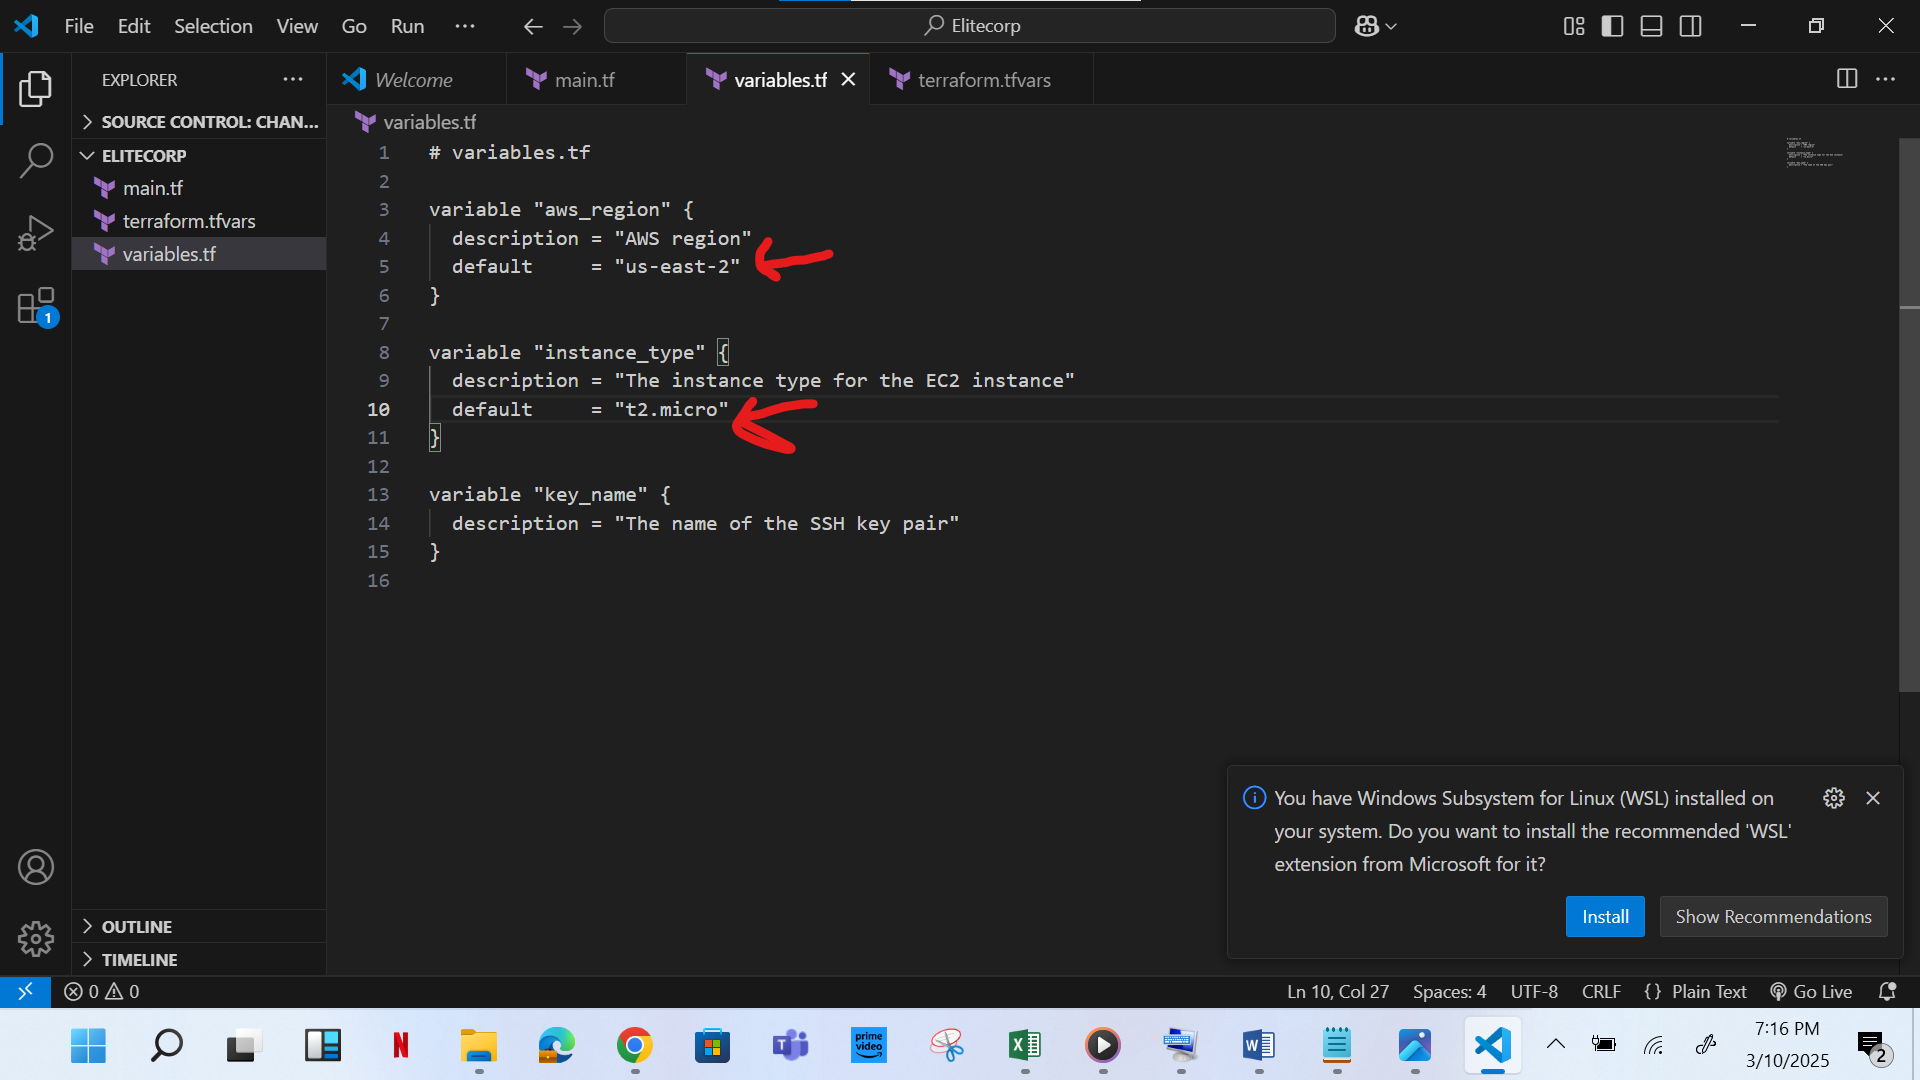 File Edit Selection View Go Run ··· Elitecorp
EXPLORER ···
Welcome main.tf variables.tf terraform.tfvars
SOURCE CONTROL: CHAN...
ELITECORP
main.tf
terraform.tfvars
variables.tf
variables.tf
1 # variables.tf
2
3 variable "aws_region" {
4 description = "AWS region"
5 default     = "us-east-2"
6 }
7
8 variable "instance_type" {
9 description = "The instance type for the EC2 instance"
10 default     = "t2.micro"
11 }
12
13 variable "key_name" {
14 description = "The name of the SSH key pair"
15 }
16
1
You have Windows Subsystem for Linux (WSL) installed on
your system. Do you want to install the recommended 'WSL'
extension from Microsoft for it?
Install Show Recommendations
OUTLINE
TIMELINE
0 0 Ln 10, Col 27 Spaces: 4 UTF-8 CRLF {} Plain Text Go Live
N prime video X W
7:16 PM
3/10/2025
2